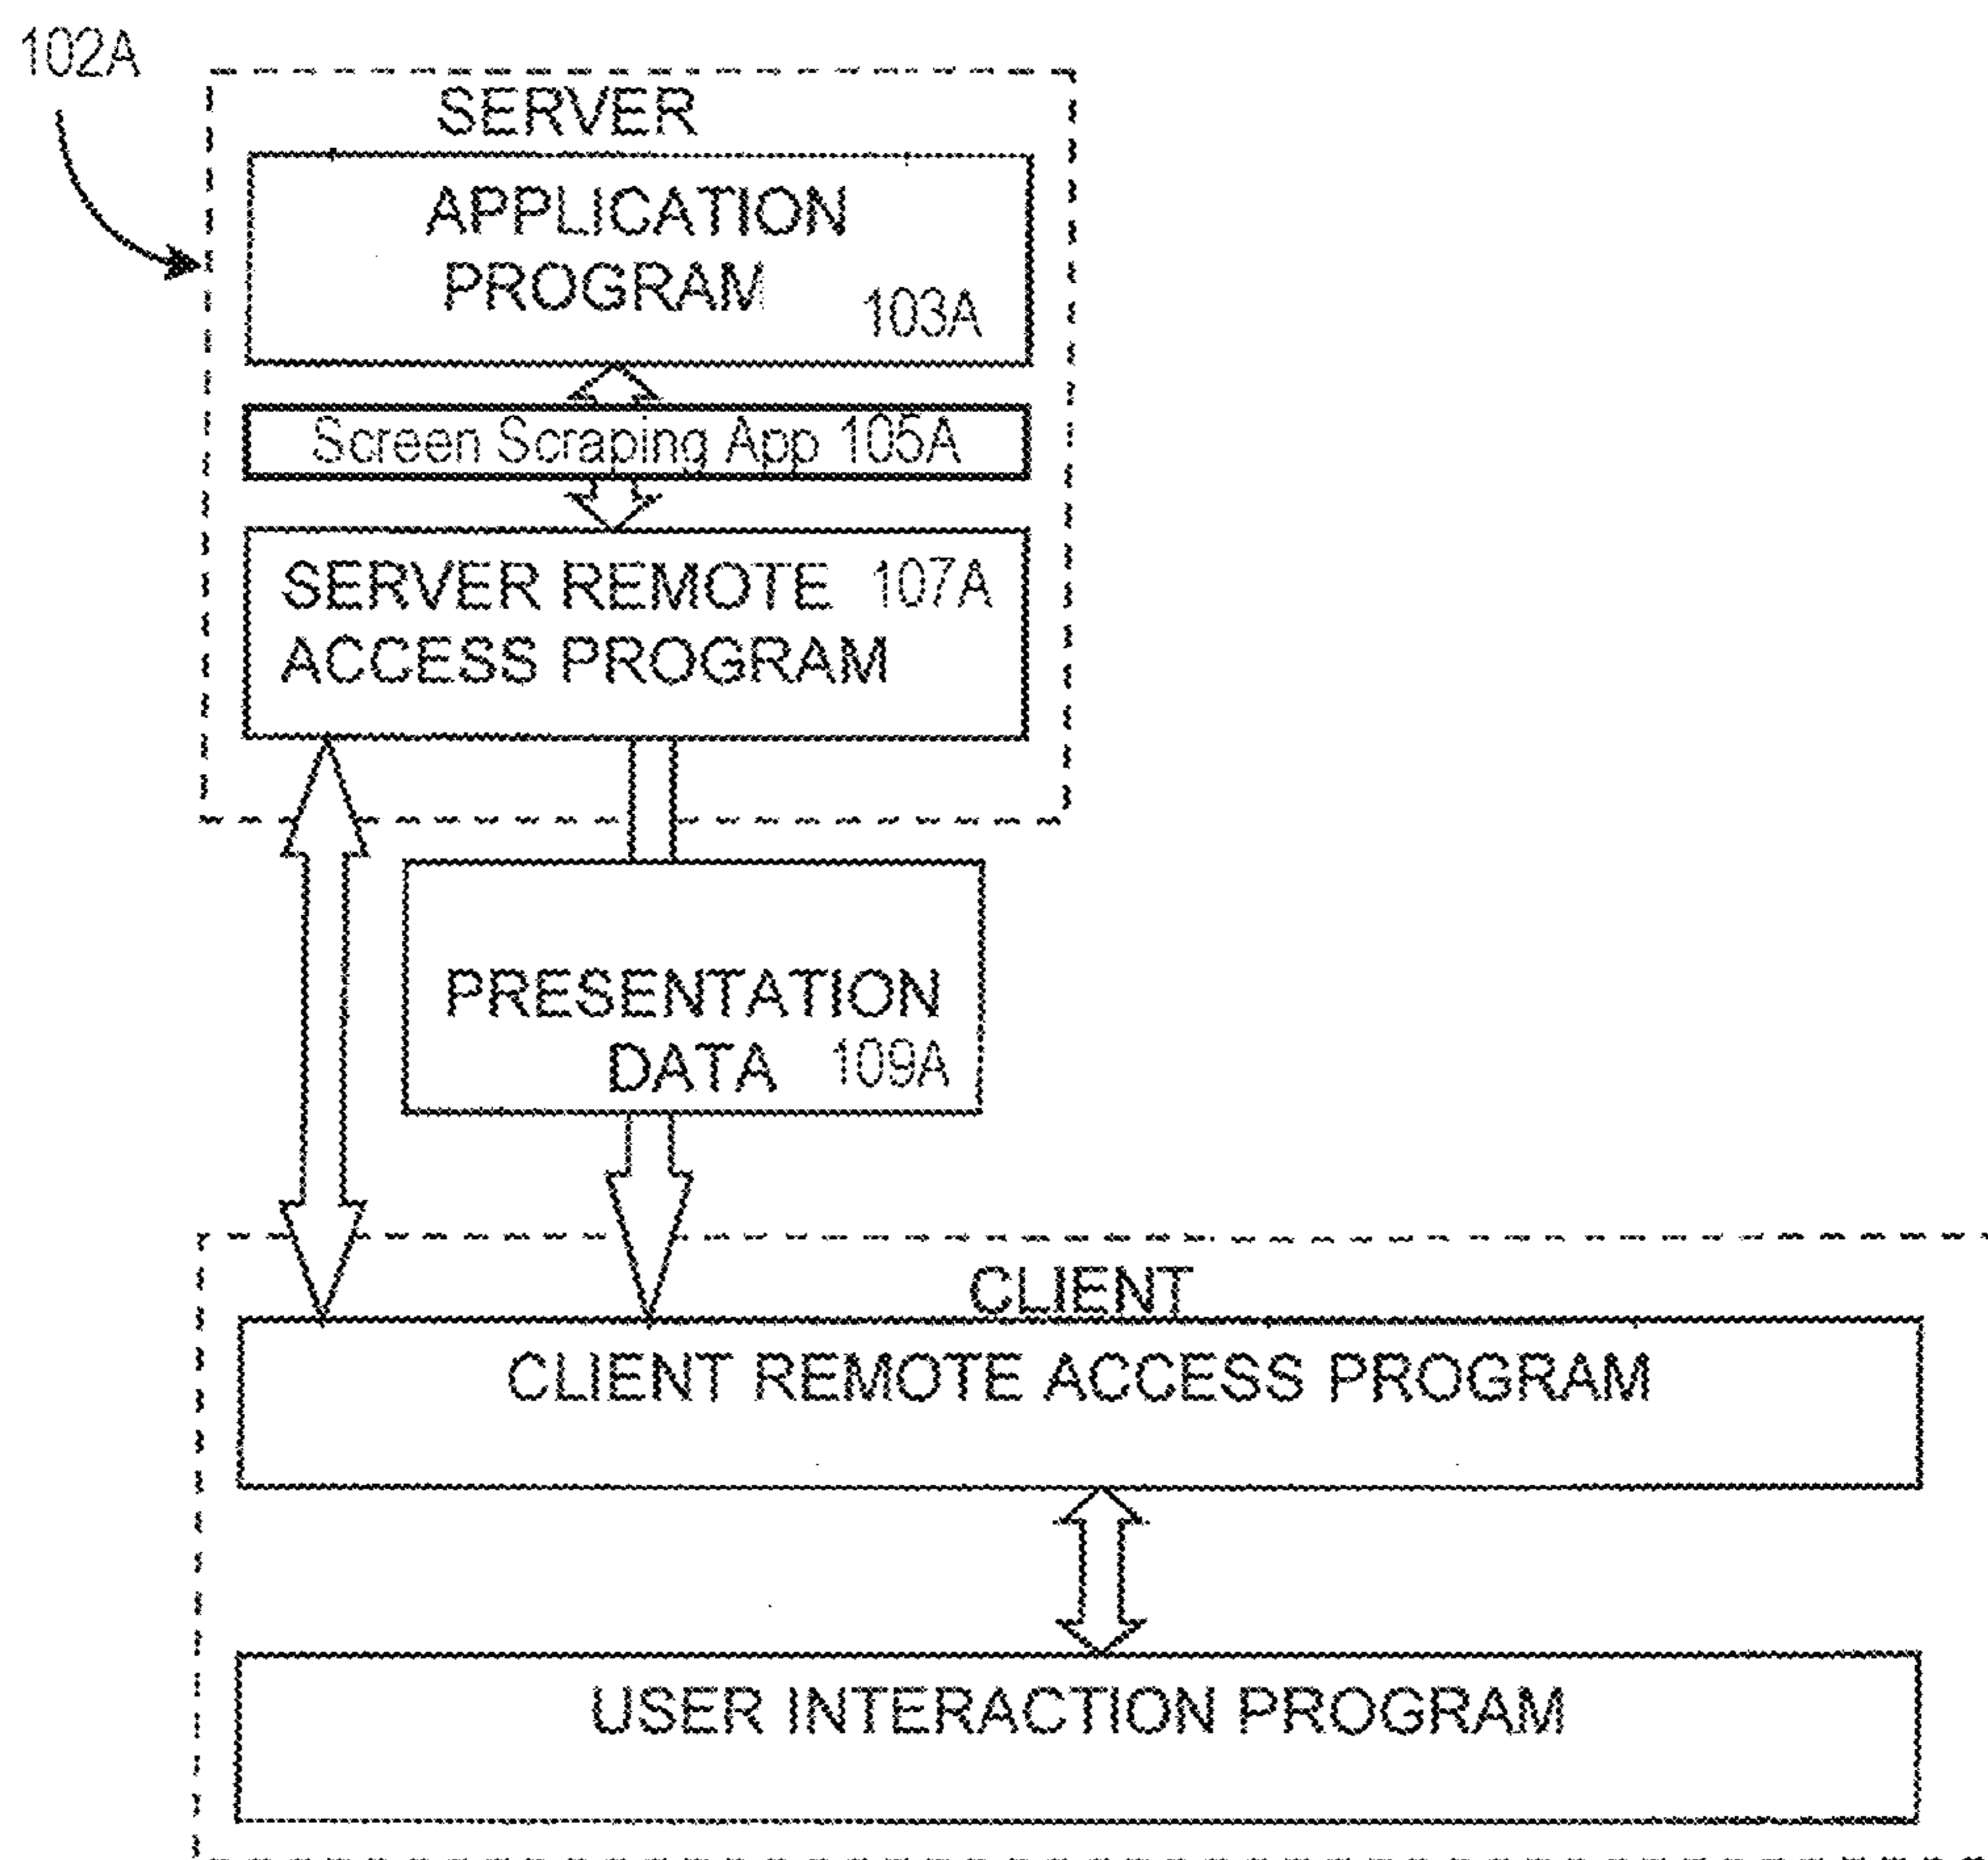 102A
SERVER
APPLICATION
PROGRAM
103A
Screen Scraping App 105A
SERVER REMOTE 107A
ACCESS PROGRAM
PRESENTATION
DATA 109A
CLIENT
CLIENT REMOTE ACCESS PROGRAM
USER INTERACTION PROGRAM